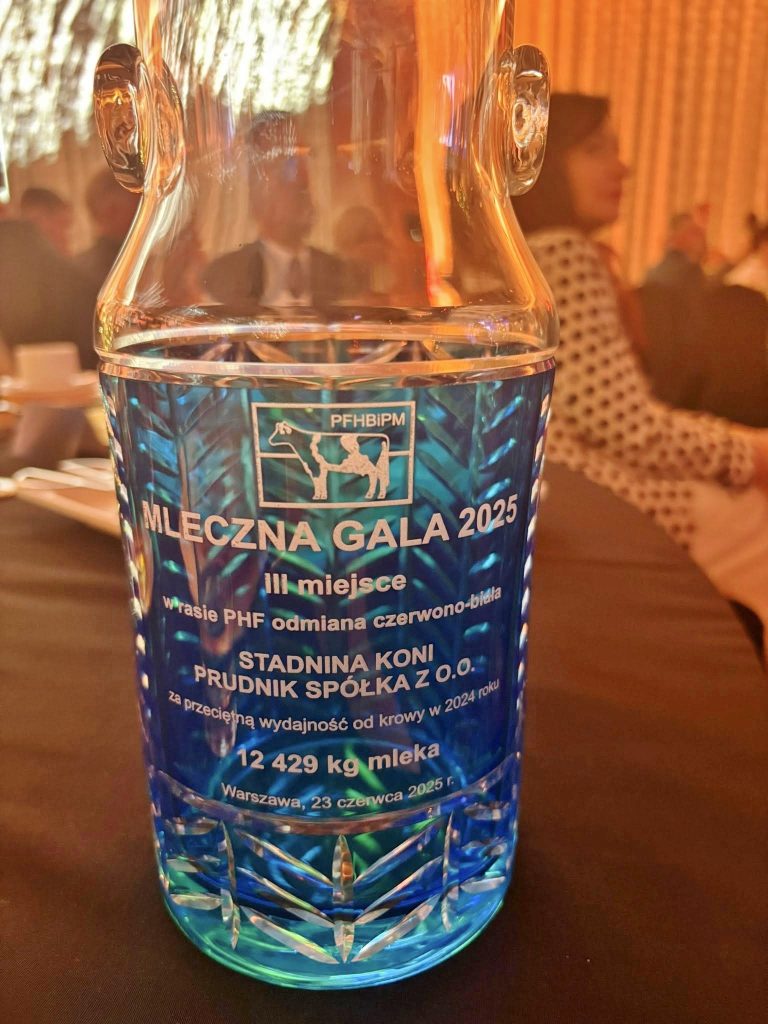 PFHBiPM
MLECZNA GALA 2025
III miejsce
w rasie PHF odmiana czerwono-biała
STADNINA KONI
PRUDNIK SPÓŁKA Z O.O.
za przeciętną wydajność od krowy w 2024 roku
12 429 kg mleka
Warszawa, 23 czerwca 2025 r.